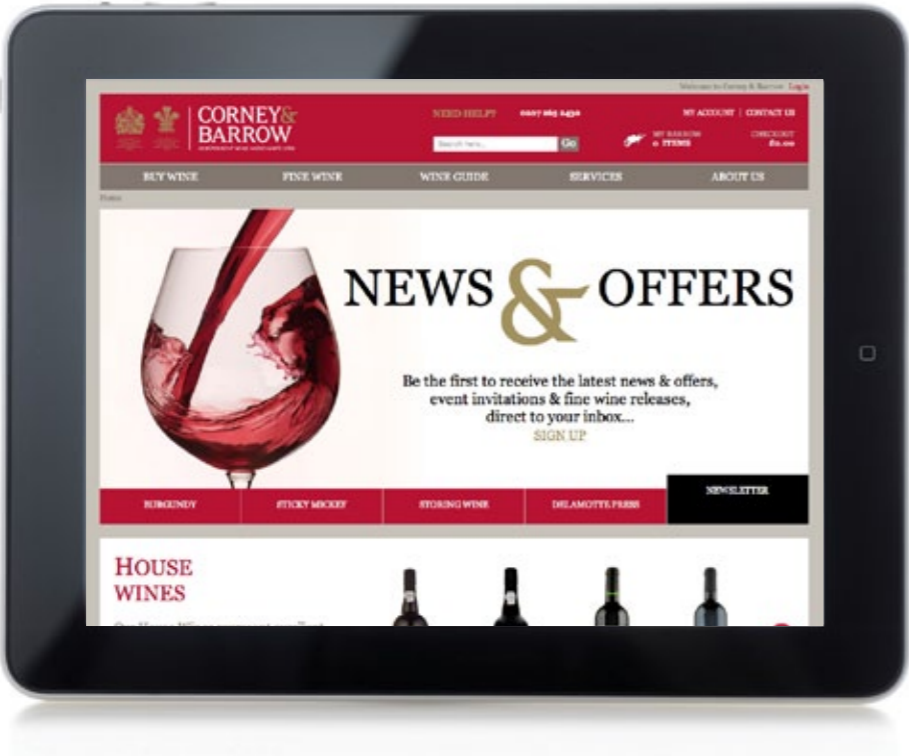 Welcome to Corney & Barrow Login
CORNEY&
BARROW
NEED HELP?
MY ACCOUNT | CONTACT US
Search here...
Go
MY BARROW
0 ITEMS
CHECKOUT
£0.00
BUY WINE
FINE WINE
WINE GUIDE
SERVICES
ABOUT US
Home
NEWS & OFFERS
Be the first to receive the latest news & offers,
event invitations & fine wine releases,
direct to your inbox...
SIGN UP
BURGUNDY
STICKY MICKEY
STORING WINE
DELAMOTTE PRESS
NEWSLETTER
HOUSE
WINES